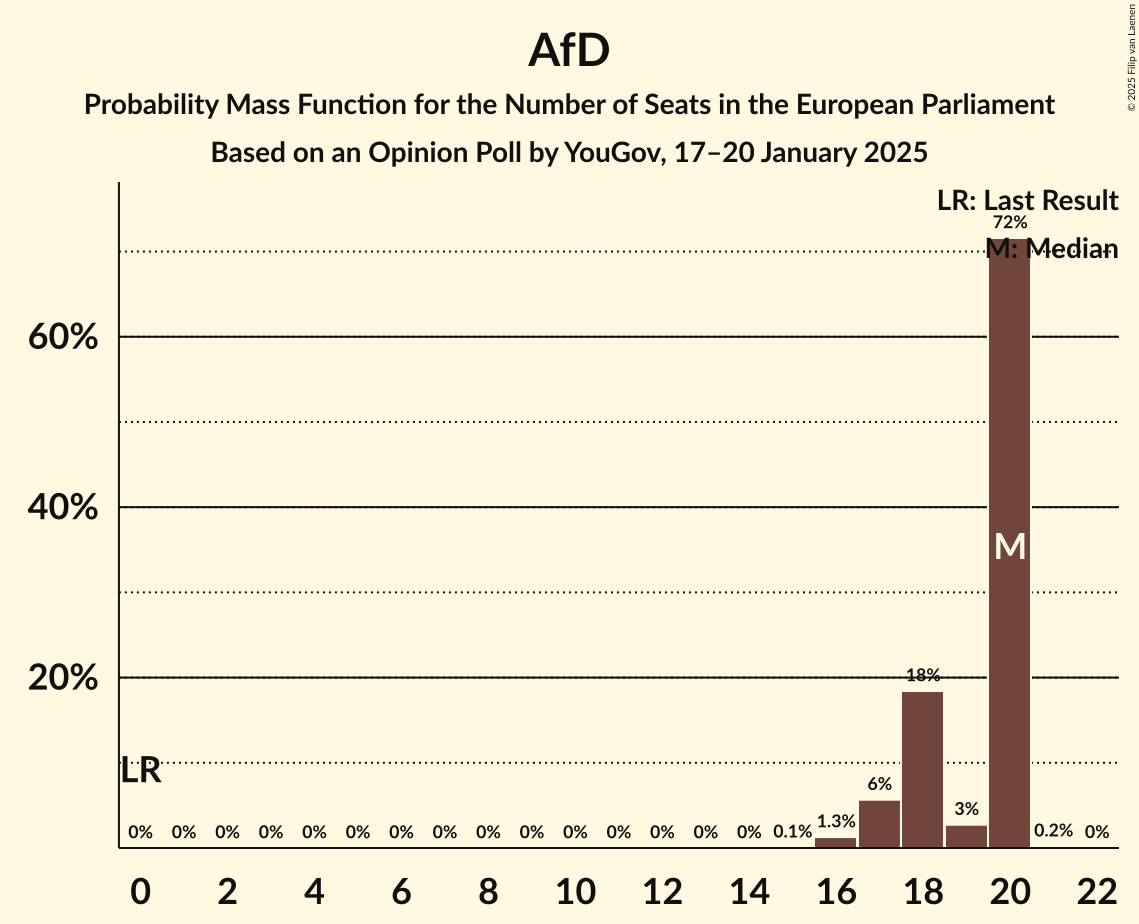 AfD
Probability Mass Function for the Number of Seats in the European Parliament
Based on an Opinion Poll by YouGov, 17–20 January 2025
© 2025 Filip van Laenen
LR: Last Result
M: Median
72%
60%
40%
M
20%
18%
LR
6%
3%
0% 0% 0% 0% 0% 0% 0% 0% 0% 0% 0% 0% 0% 0% 0% 0.1% 1.3% 0.2% 0%
0 2 4 6 8 10 12 14 16 18 20 22